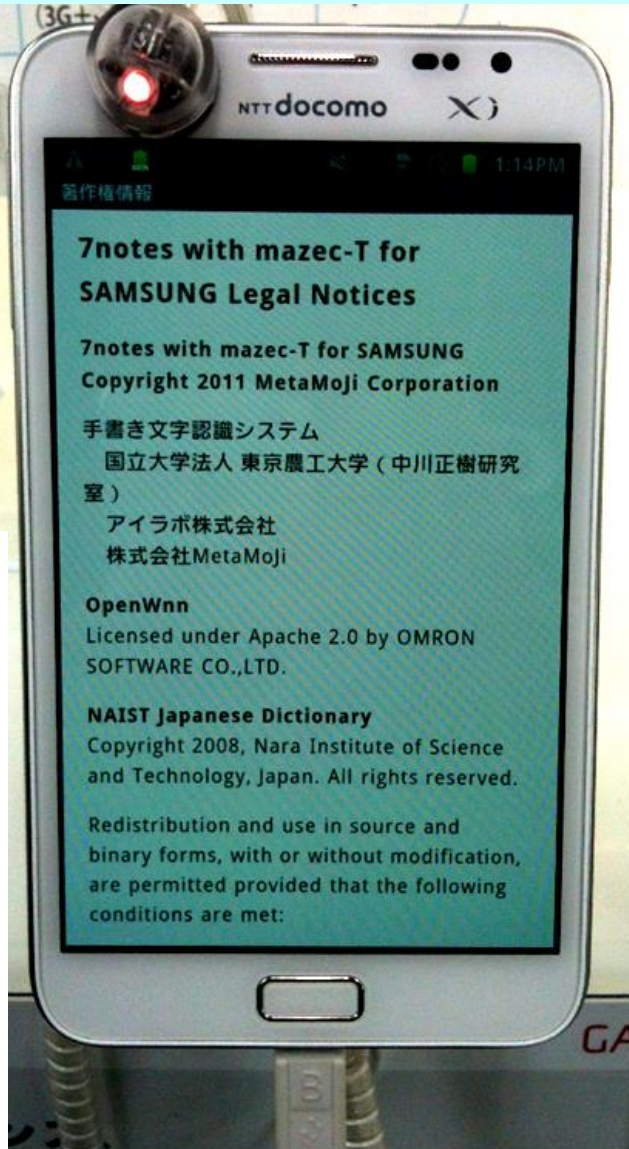 (3G+
NTT docomo Xi
1:14PM
著作権情報
7notes with mazec-T for
SAMSUNG Legal Notices
7notes with mazec-T for SAMSUNG
Copyright 2011 MetaMoJi Corporation
手書き文字認識システム
国立大学法人 東京農工大学（中川正樹研究
室）
アイラボ株式会社
株式会社MetaMoJi
OpenWnn
Licensed under Apache 2.0 by OMRON
SOFTWARE CO.,LTD.
NAIST Japanese Dictionary
Copyright 2008, Nara Institute of Science
and Technology, Japan. All rights reserved.
Redistribution and use in source and
binary forms, with or without modification,
are permitted provided that the following
conditions are met:
GA